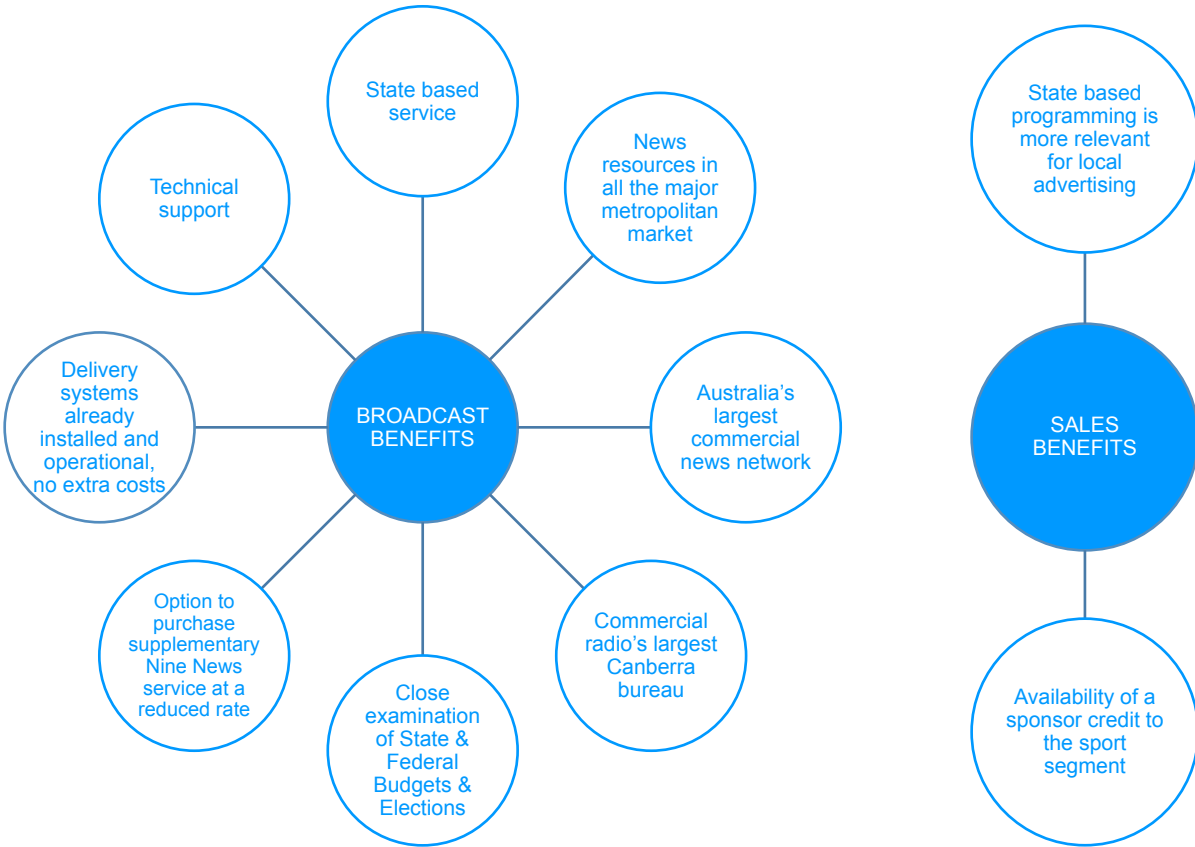 State based
service
News
resources in
all the major
metropolitan
market
Australia’s
largest
commercial
news network
Commercial
radio’s largest
Canberra
bureau
Close
examination
of State &
Federal
Budgets &
Elections
Option to
purchase
supplementary
Nine News
service at a
reduced rate
Delivery
systems
already
installed and
operational,
no extra costs
Technical
support
BROADCAST
BENEFITS
State based
programming is
more relevant
for local
advertising
SALES
BENEFITS
Availability of a
sponsor credit to
the sport
segment